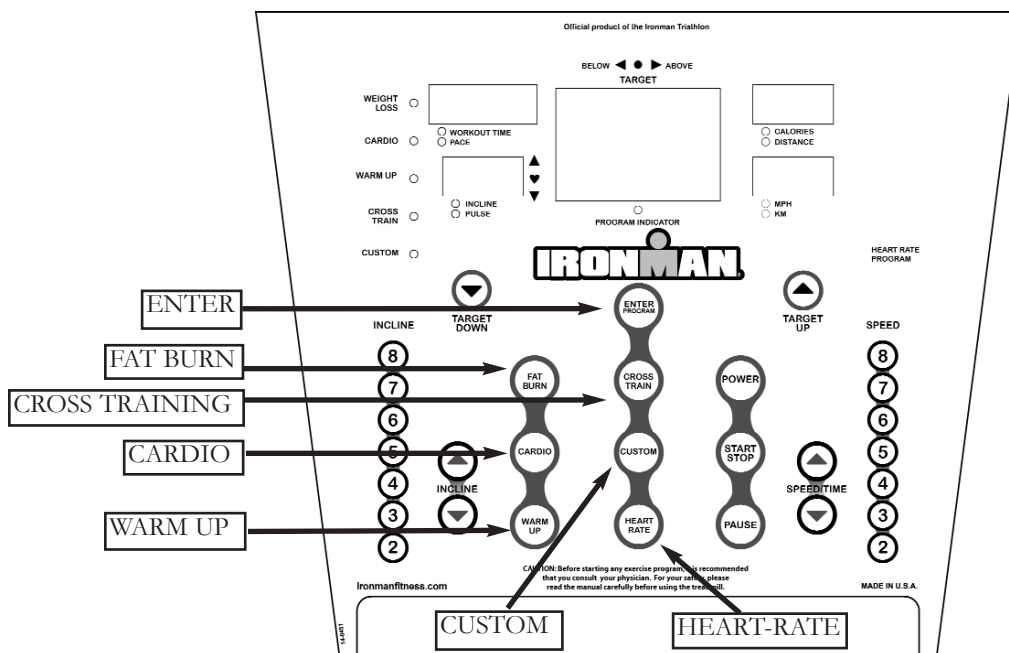 Official product of the Ironman Triathlon
BELOW ABOVE
TARGET
WEIGHT
LOSS
CARDIO
WARM UP
CROSS
TRAIN
CUSTOM
WORKOUT TIME
PACE
INCLINE
PULSE
CALORIES
DISTANCE
MPH
KM
PROGRAM INDICATOR
IRONMAN
HEART RATE
PROGRAM
TARGET
DOWN
ENTER
PROGRAM
TARGET
UP
INCLINE
8
7
6
5
4
3
2
INCLINE
FAT
BURN
CARDIO
WARM
UP
CROSS
TRAIN
CUSTOM
HEART
RATE
POWER
START
STOP
PAUSE
SPEED/TIME
SPEED
8
7
6
5
4
3
2
ENTER
FAT BURN
CROSS TRAINING
CARDIO
WARM UP
CUSTOM
HEART-RATE
CAUTION: Before starting any exercise program, it is recommended
that you consult your physician. For your safety, please
read the manual carefully before using the treadmill.
Ironmanfitness.com
MADE IN U.S.A.
14-0451